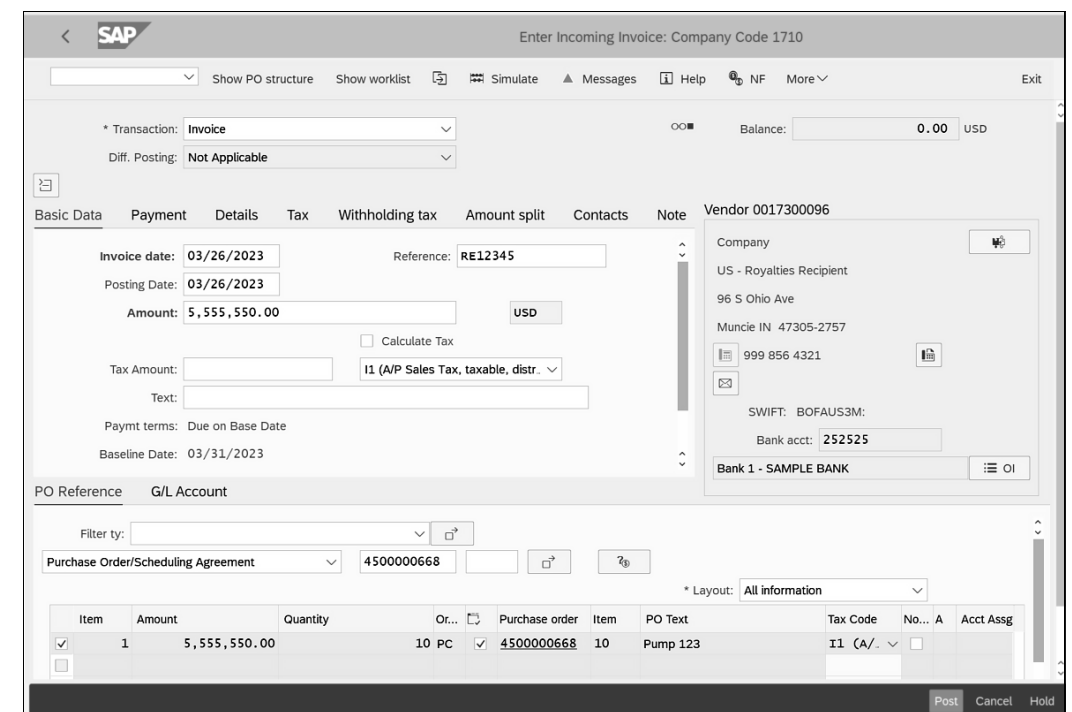 SAP Enter Incoming Invoice: Company Code 1710
Show PO structure Show worklist Simulate Messages Help NF More Exit
* Transaction: Invoice Balance: 0.00 USD
Diff. Posting: Not Applicable
Basic Data Payment Details Tax Withholding tax Amount split Contacts Note
Vendor 0017300096
Invoice date: 03/26/2023 Reference: RE12345
Company
Posting Date: 03/26/2023
US - Royalties Recipient
Amount: 5,555,550.00 USD
96 S Ohio Ave
Calculate Tax
Muncie IN 47305-2757
Tax Amount: I1 (A/P Sales Tax, taxable, distr..
999 856 4321
Text:
Paymt terms: Due on Base Date
SWIFT: BOFAUS3M:
Baseline Date: 03/31/2023
Bank acct: 252525
Bank 1 - SAMPLE BANK OI
PO Reference G/L Account
Filter ty:
Purchase Order/Scheduling Agreement 4500000668
* Layout: All information
Item Amount Quantity Or... Purchase order Item PO Text Tax Code No... A Acct Assg
1 5,555,550.00 10 PC 4500000668 10 Pump 123 I1 (A/..
Post Cancel Hold